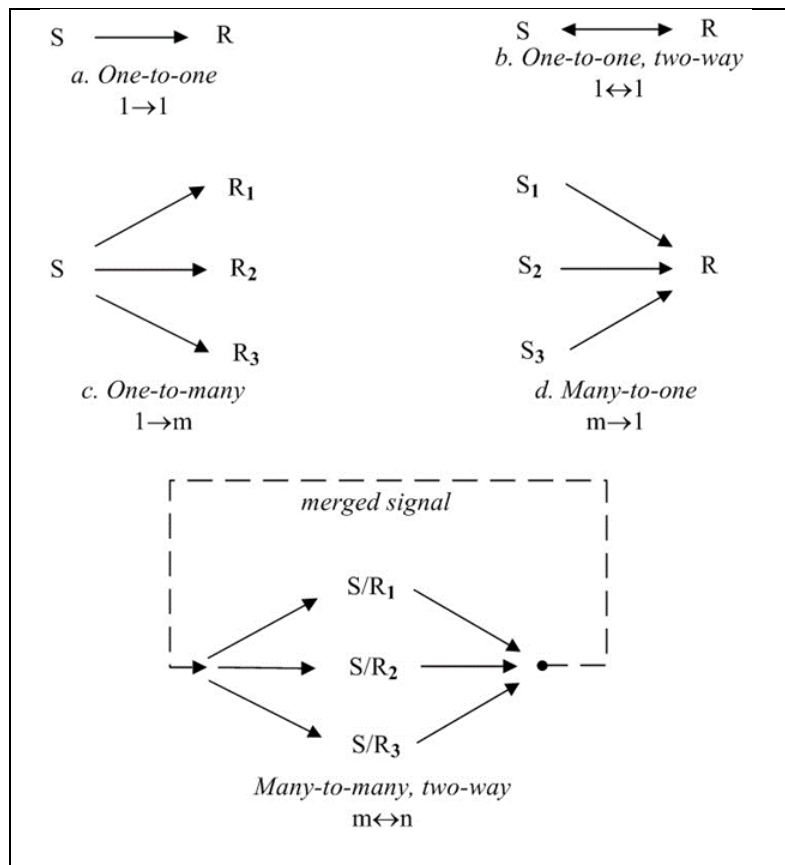 S → R
a. One-to-one
1→1
S ↔ R
b. One-to-one, two-way
1↔1
R1
S R2
R3
c. One-to-many
1→m
S1
S2 R
S3
d. Many-to-one
m→1
merged signal
S/R1
S/R2
S/R3
Many-to-many, two-way
m↔n